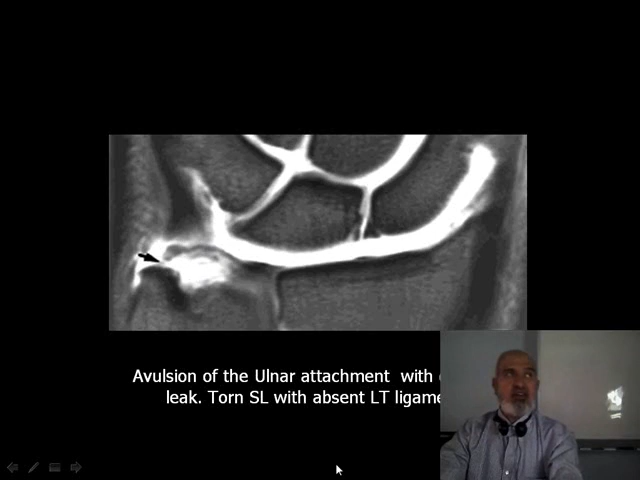 Avulsion of the Ulnar attachment with
leak. Torn SL with absent LT